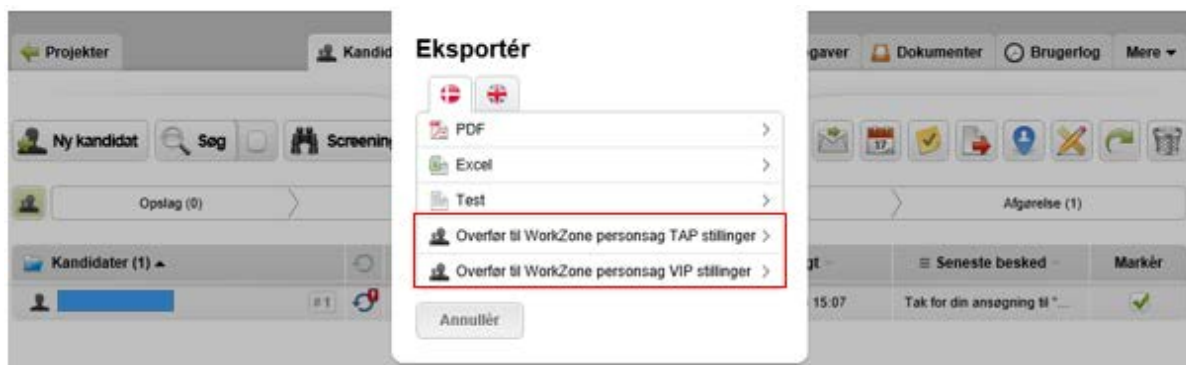 Projekter
Kandid
Eksportér
gaver
Dokumenter
Brugerlog
Mere
PDF
Ny kandidat
Søg
Screenin
17
Excel
Test
Opslag (0)
Afgørelse (1)
Overfør til WorkZone personsag TAP stillinger
Kandidater (1)
gt
Seneste besked
Markér
Overfør til WorkZone personsag VIP stillinger
#1
15:07
Tak for din ansøgning til "...
Annullér